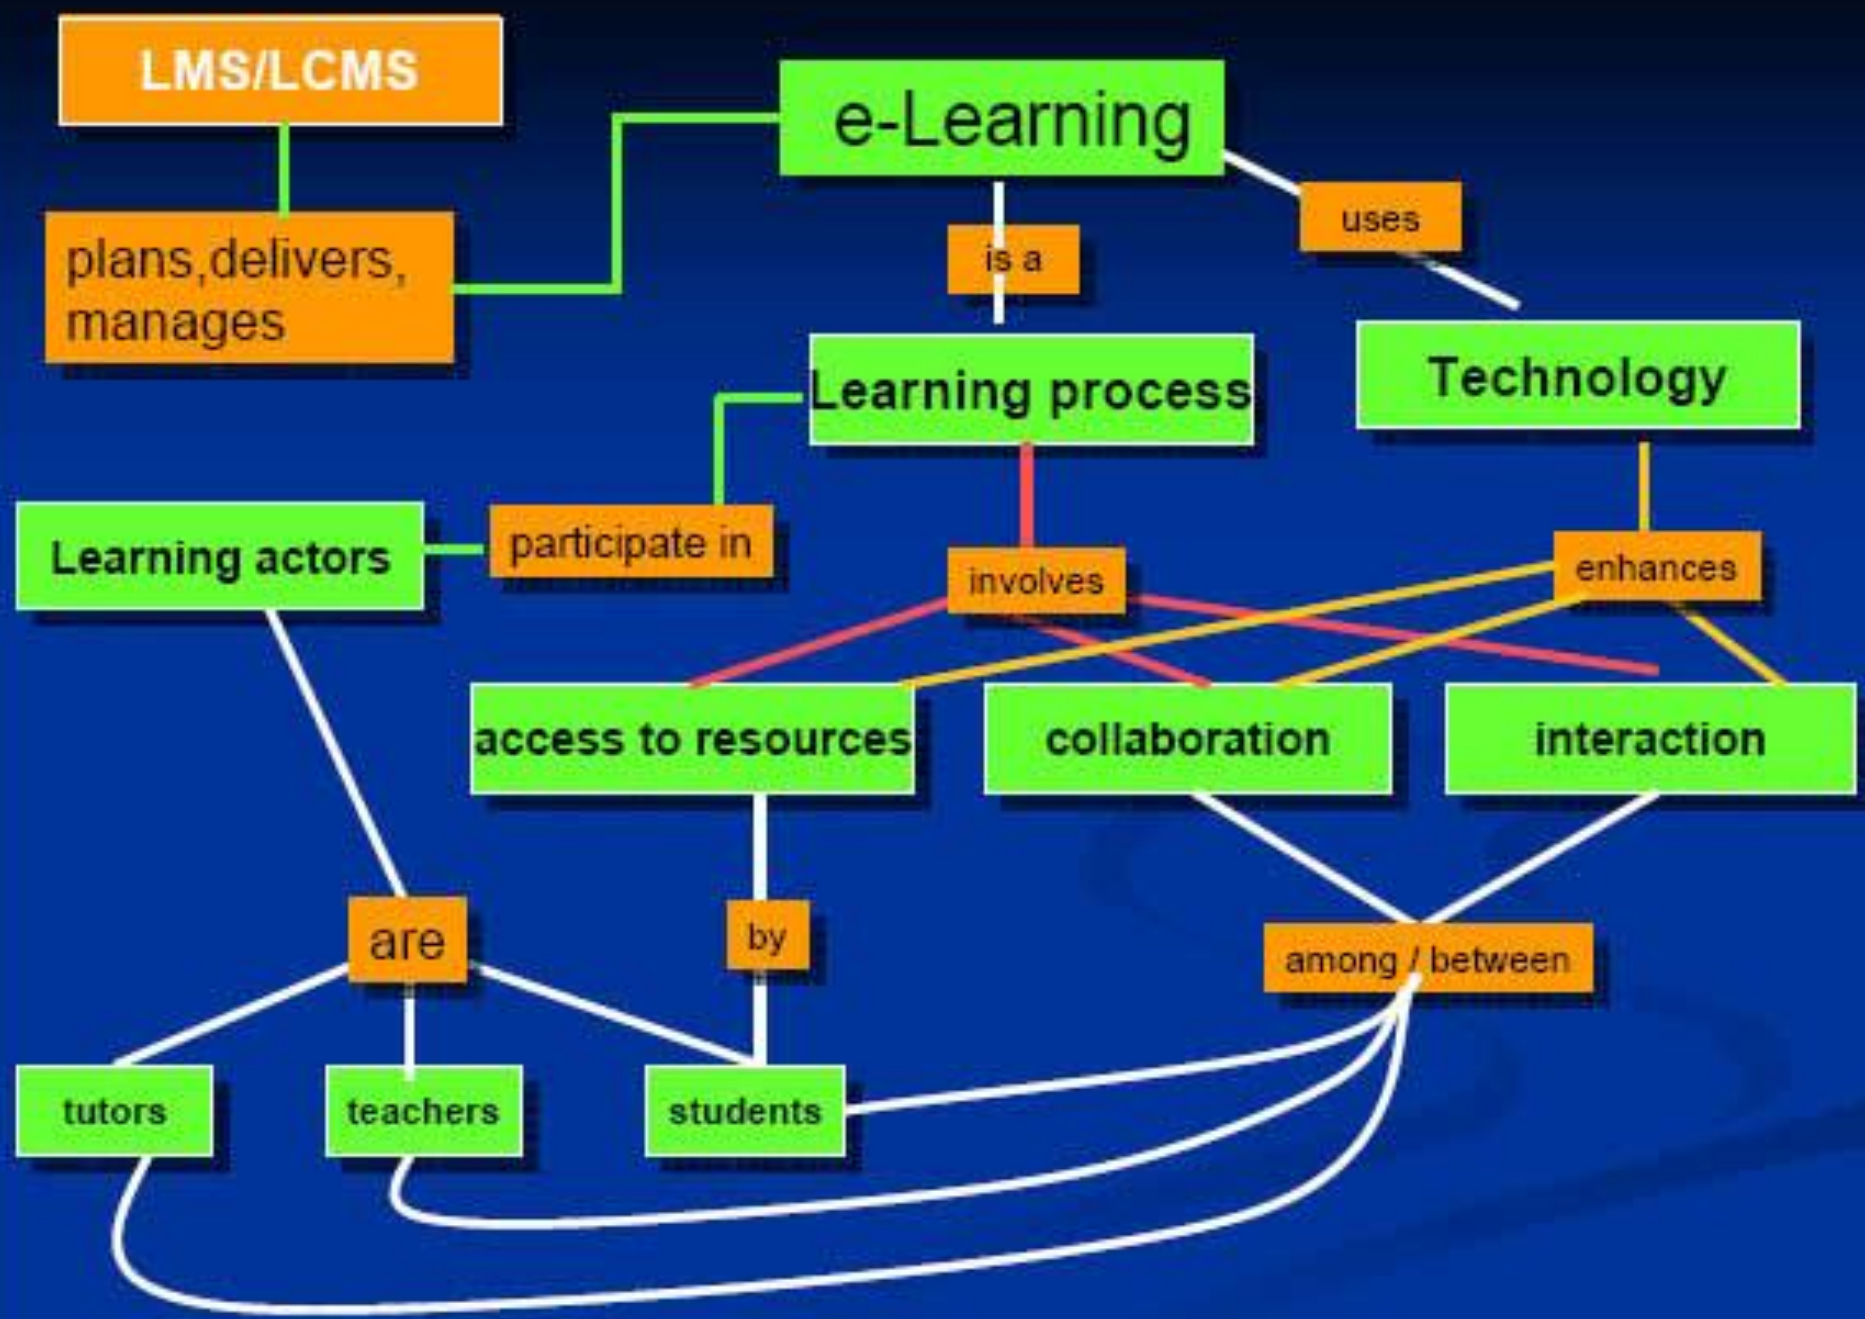 LMS/LCMS
e-Learning
uses
is a
plans,delivers,
manages
Learning process
Technology
Learning actors
participate in
involves
enhances
access to resources
collaboration
interaction
are
by
among / between
tutors
teachers
students